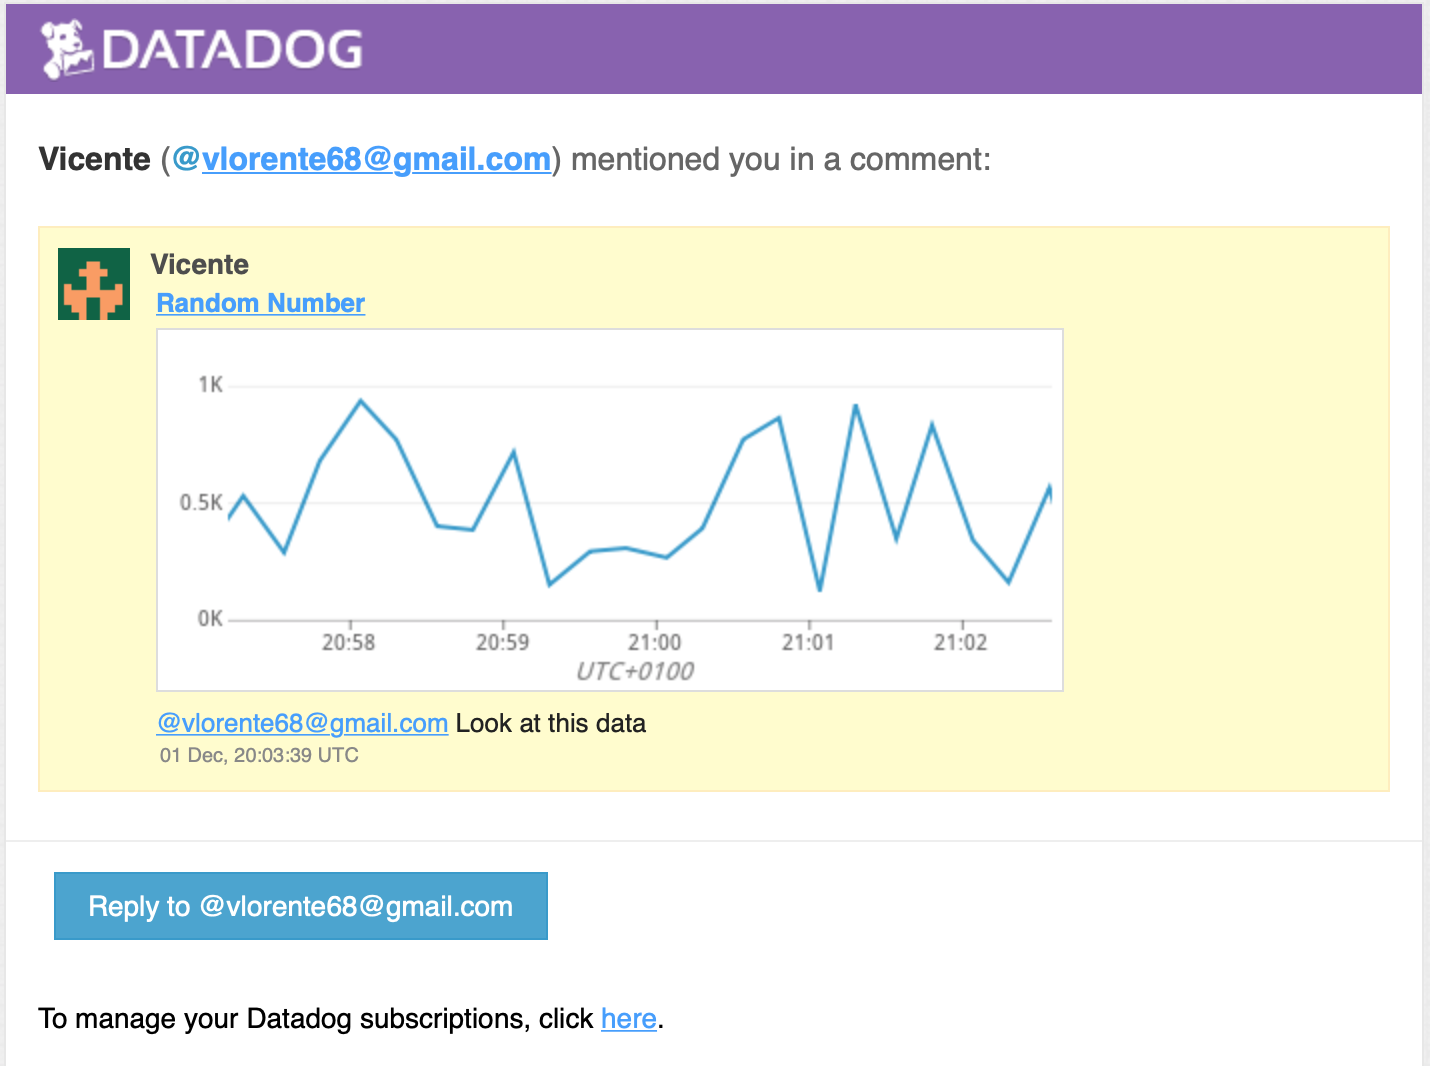 DATADOG
Vicente (@vlorente68@gmail.com) mentioned you in a comment:
Vicente
Random Number
1K
0.5K
0K
20:58 20:59 21:00 21:01 21:02
UTC+0100
@vlorente68@gmail.com Look at this data
01 Dec, 20:03:39 UTC
Reply to @vlorente68@gmail.com
To manage your Datadog subscriptions, click here.